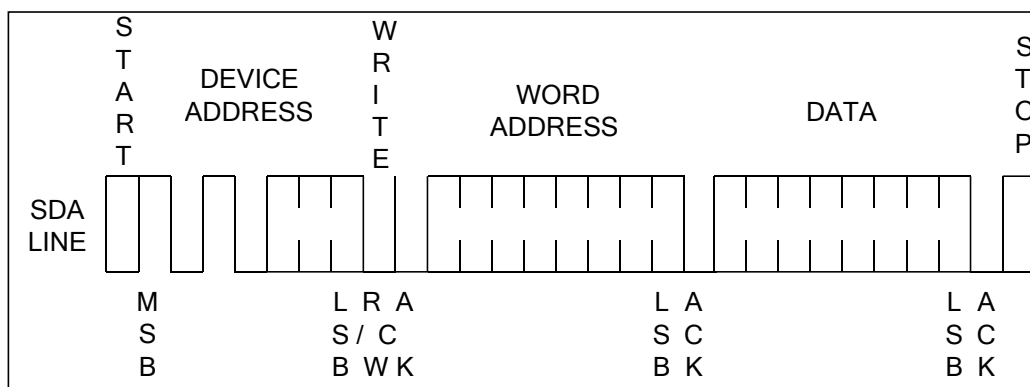 START
DEVICE
ADDRESS
WRITE
WORD
ADDRESS
DATA
STOP
SDA
LINE
MSB
LSB
R/W
ACK
LSB
ACK
LSB
ACK